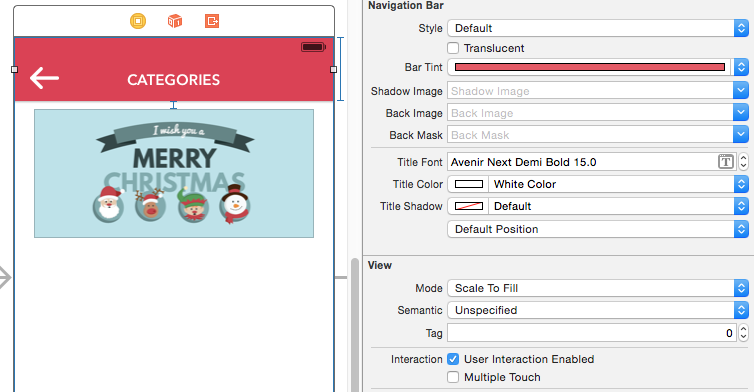 CATEGORIES
I wish you a
MERRY
CHRISTMAS
Navigation Bar
Style Default
Translucent
Bar Tint
Shadow Image Shadow Image
Back Image Back Image
Back Mask Back Mask
Title Font Avenir Next Demi Bold 15.0 T
Title Color White Color
Title Shadow Default
Default Position
View
Mode Scale To Fill
Semantic Unspecified
Tag 0
Interaction User Interaction Enabled
Multiple Touch